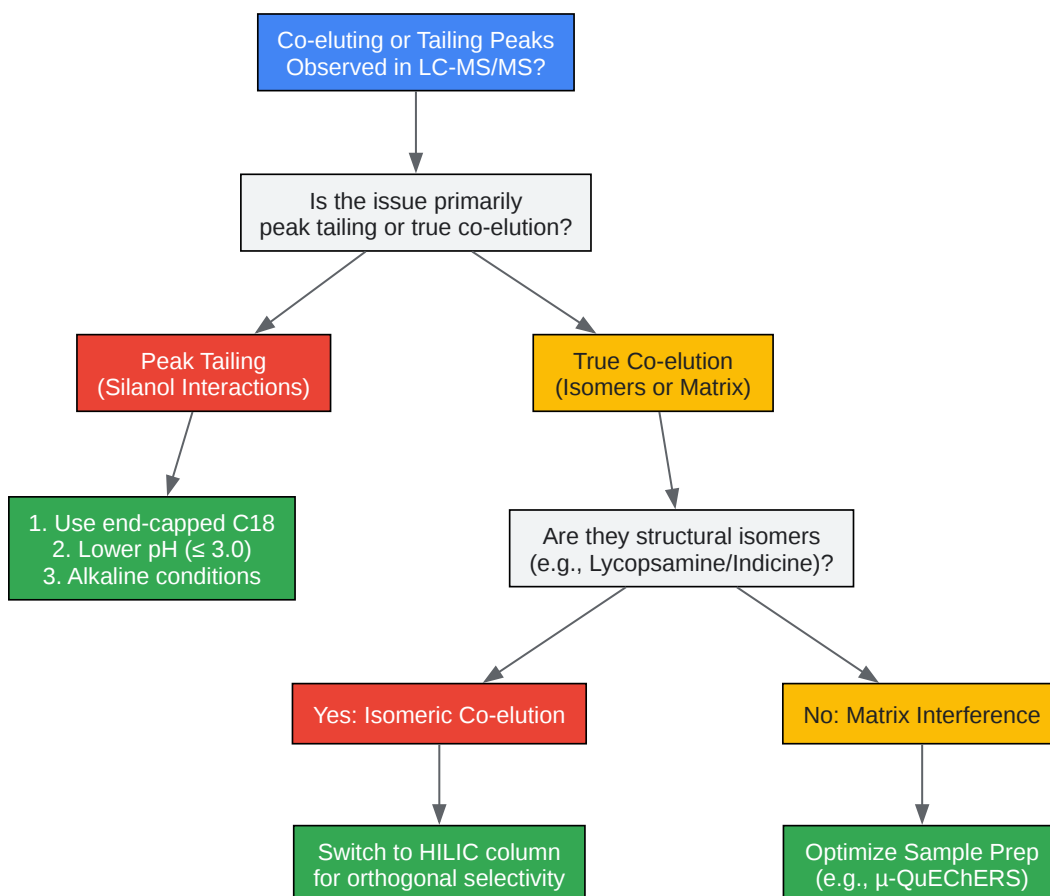 Co-eluting or Tailing Peaks
Observed in LC-MS/MS?
Is the issue primarily
peak tailing or true co-elution?
Peak Tailing
(Silanol Interactions)
True Co-elution
(Isomers or Matrix)
1. Use end-capped C18
2. Lower pH (≤ 3.0)
3. Alkaline conditions
Are they structural isomers
(e.g., Lycopsamine/Indicine)?
Yes: Isomeric Co-elution
No: Matrix Interference
Switch to HILIC column
for orthogonal selectivity
Optimize Sample Prep
(e.g., µ-QuEChERS)